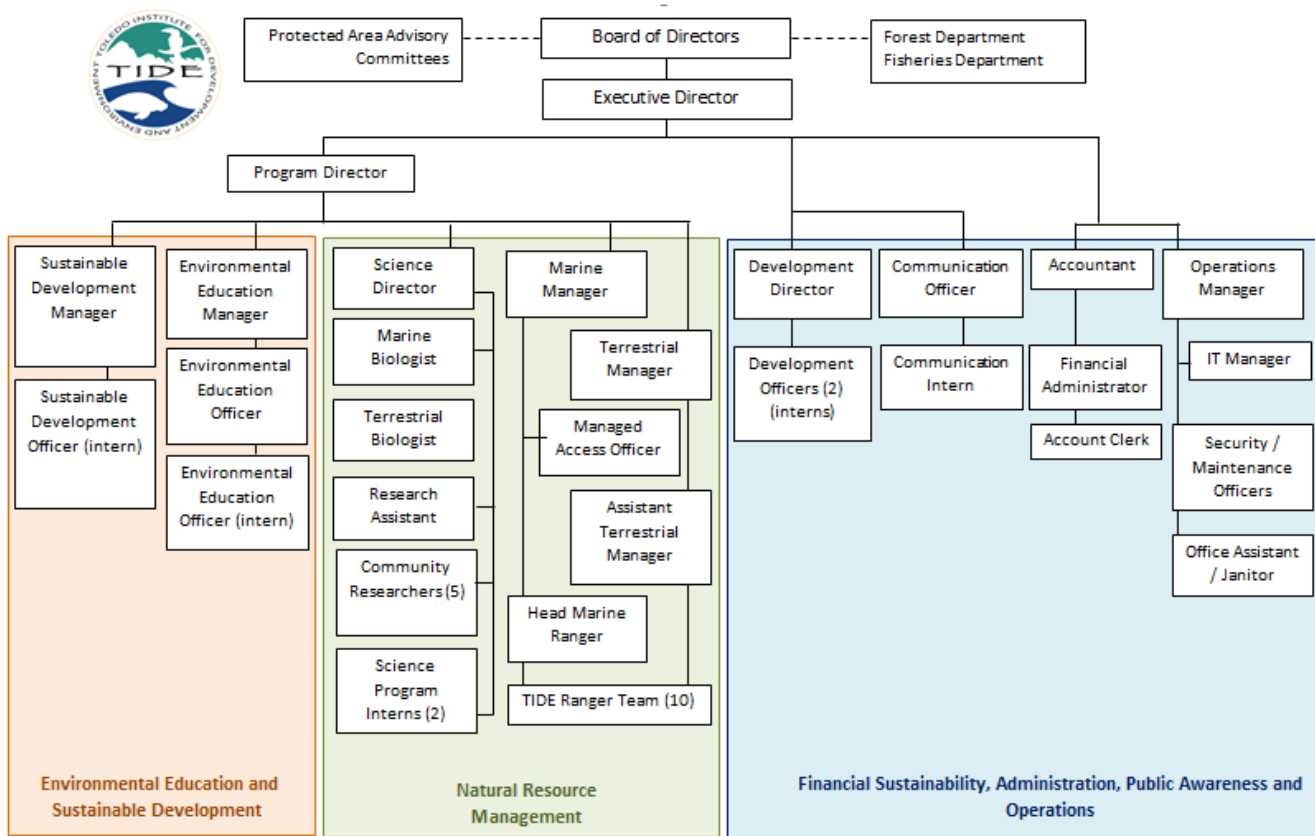 TOLEDO INSTITUTE FOR DEVELOPMENT AND ENVIRONMENT
TIDE
Protected Area Advisory
Committees
Board of Directors
Forest Department
Fisheries Department
Executive Director
Program Director
Sustainable
Development
Manager
Sustainable
Development
Officer (intern)
Environmental
Education
Manager
Environmental
Education
Officer
Environmental
Education
Officer (intern)
Environmental Education and
Sustainable Development
Science
Director
Marine
Biologist
Terrestrial
Biologist
Research
Assistant
Community
Researchers (5)
Science
Program
Interns (2)
Marine
Manager
Terrestrial
Manager
Managed
Access Officer
Assistant
Terrestrial
Manager
Head Marine
Ranger
TIDE Ranger Team (10)
Natural Resource
Management
Development
Director
Development
Officers (2)
(interns)
Communication
Officer
Communication
Intern
Accountant
Financial
Administrator
Account Clerk
Operations
Manager
IT Manager
Security /
Maintenance
Officers
Office Assistant
/ Janitor
Financial Sustainability, Administration, Public Awareness and
Operations